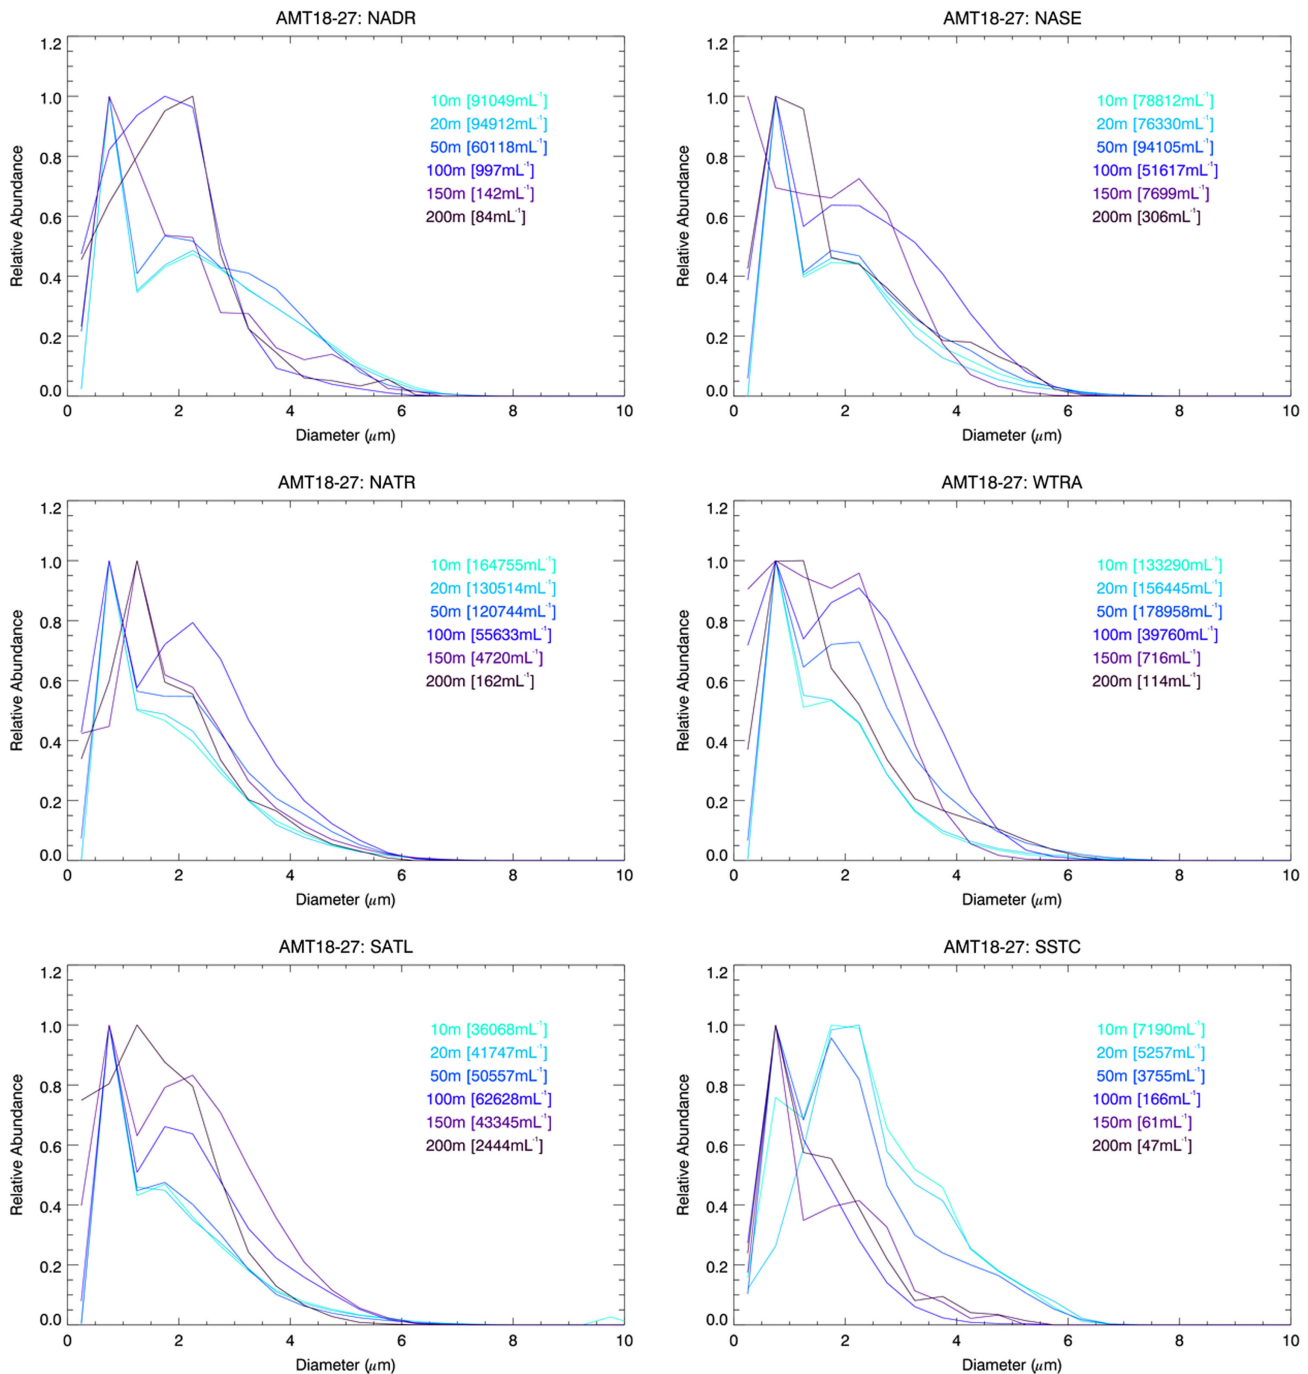 AMT18-27: NADR
1.2
1.0
0.8
0.6
0.4
0.2
0.0
Relative Abundance
10m [91049mL⁻¹]
20m [94912mL⁻¹]
50m [60118mL⁻¹]
100m [997mL⁻¹]
150m [142mL⁻¹]
200m [84mL⁻¹]
0 2 4 6 8 10
Diameter (μm)
AMT18-27: NASE
1.2
1.0
0.8
0.6
0.4
0.2
0.0
Relative Abundance
10m [78812mL⁻¹]
20m [76330mL⁻¹]
50m [94105mL⁻¹]
100m [51617mL⁻¹]
150m [7699mL⁻¹]
200m [306mL⁻¹]
0 2 4 6 8 10
Diameter (μm)
AMT18-27: NATR
1.2
1.0
0.8
0.6
0.4
0.2
0.0
Relative Abundance
10m [164755mL⁻¹]
20m [130514mL⁻¹]
50m [120744mL⁻¹]
100m [55633mL⁻¹]
150m [4720mL⁻¹]
200m [162mL⁻¹]
0 2 4 6 8 10
Diameter (μm)
AMT18-27: WTRA
1.2
1.0
0.8
0.6
0.4
0.2
0.0
Relative Abundance
10m [133290mL⁻¹]
20m [156445mL⁻¹]
50m [178958mL⁻¹]
100m [39760mL⁻¹]
150m [716mL⁻¹]
200m [114mL⁻¹]
0 2 4 6 8 10
Diameter (μm)
AMT18-27: SATL
1.2
1.0
0.8
0.6
0.4
0.2
0.0
Relative Abundance
10m [36068mL⁻¹]
20m [41747mL⁻¹]
50m [50557mL⁻¹]
100m [62628mL⁻¹]
150m [43345mL⁻¹]
200m [2444mL⁻¹]
0 2 4 6 8 10
Diameter (μm)
AMT18-27: SSTC
1.2
1.0
0.8
0.6
0.4
0.2
0.0
Relative Abundance
10m [7190mL⁻¹]
20m [5257mL⁻¹]
50m [3755mL⁻¹]
100m [166mL⁻¹]
150m [61mL⁻¹]
200m [47mL⁻¹]
0 2 4 6 8 10
Diameter (μm)